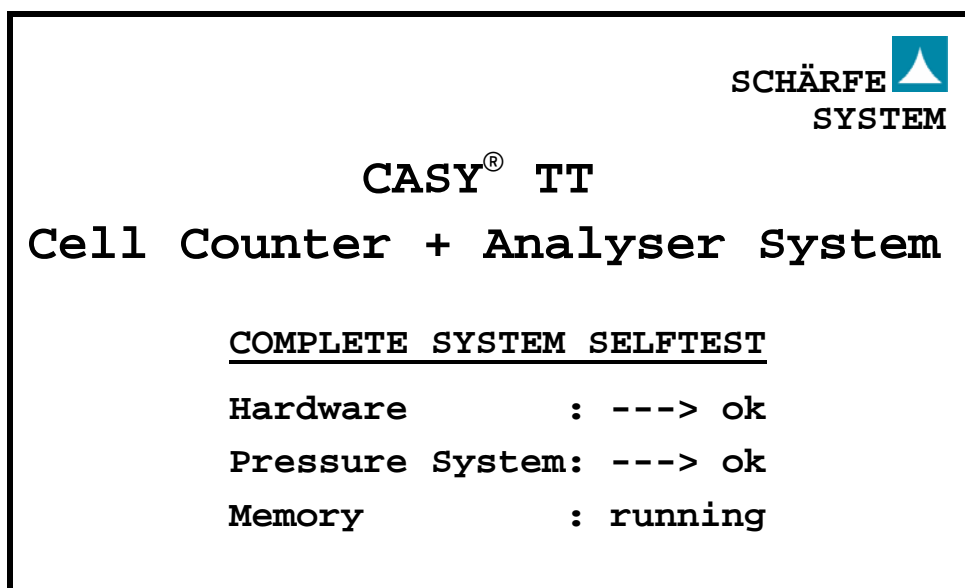 SCHÄRFE
SYSTEM
CASY® TT
Cell Counter + Analyser System
COMPLETE SYSTEM SELFTEST
Hardware : ---> ok
Pressure System: ---> ok
Memory : running